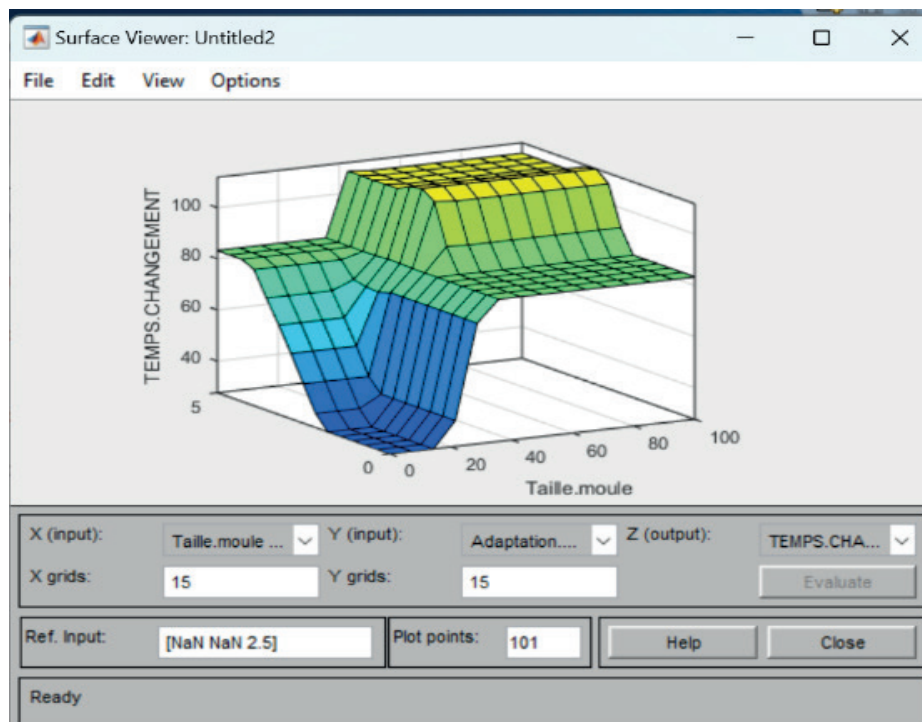 Surface Viewer: Untitled2
File Edit View Options
TEMPS.CHANGEMENT
100
80
60
40
5
0
0
20
40
60
80
100
Taille.moule
X (input): Taille.moule ... Y (input): Adaptation.... Z (output): TEMPS.CHA...
X grids: 15 Y grids: 15 Evaluate
Ref. Input: [NaN NaN 2.5] Plot points: 101 Help Close
Ready